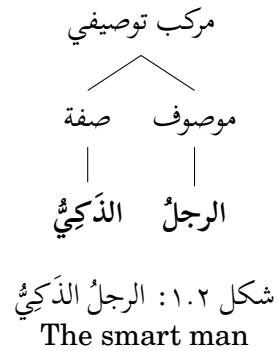 مركب توصيفي
موصوف صفة
الرجلُ الذَكِيُّ
شكل ١.٢: الرجلُ الذَكِيُّ
The smart man